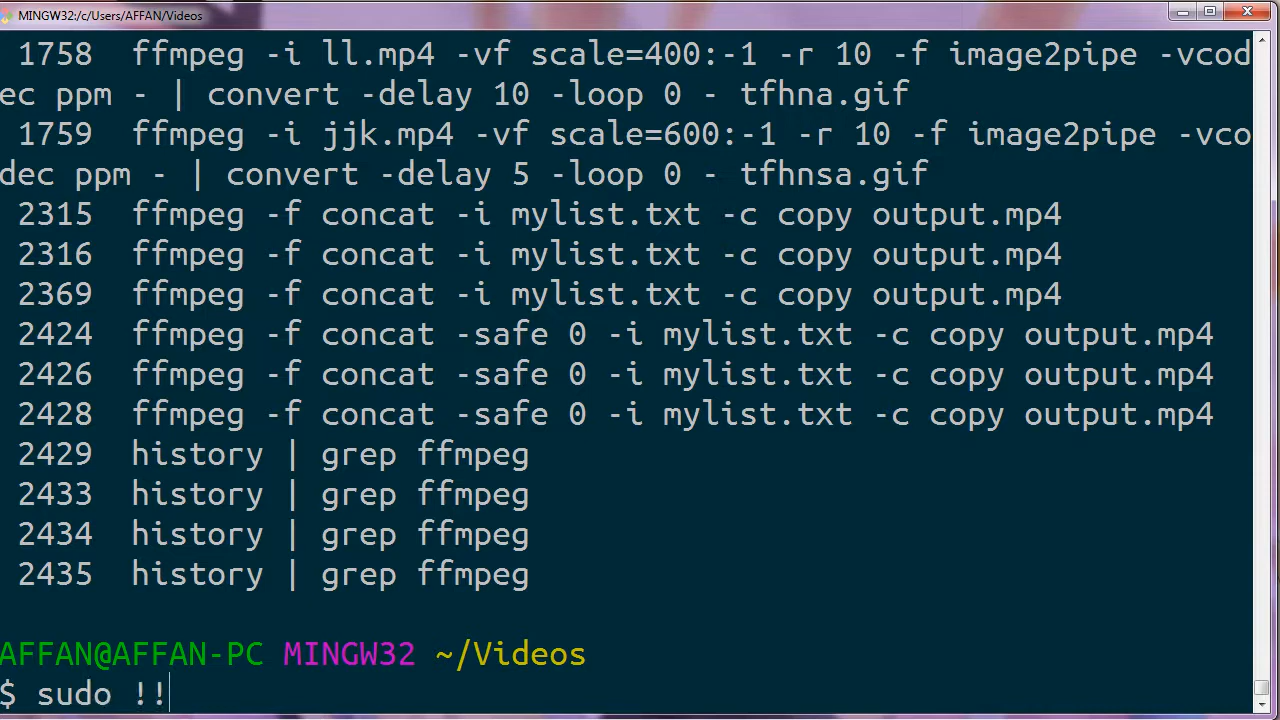 MINGW32:/c/Users/AFFAN/Videos
1758 ffmpeg -i ll.mp4 -vf scale=400:-1 -r 10 -f image2pipe -vcod
ec ppm - | convert -delay 10 -loop 0 - tfhna.gif
1759 ffmpeg -i jjk.mp4 -vf scale=600:-1 -r 10 -f image2pipe -vco
dec ppm - | convert -delay 5 -loop 0 - tfhnsa.gif
2315 ffmpeg -f concat -i mylist.txt -c copy output.mp4
2316 ffmpeg -f concat -i mylist.txt -c copy output.mp4
2369 ffmpeg -f concat -i mylist.txt -c copy output.mp4
2424 ffmpeg -f concat -safe 0 -i mylist.txt -c copy output.mp4
2426 ffmpeg -f concat -safe 0 -i mylist.txt -c copy output.mp4
2428 ffmpeg -f concat -safe 0 -i mylist.txt -c copy output.mp4
2429 history | grep ffmpeg
2433 history | grep ffmpeg
2434 history | grep ffmpeg
2435 history | grep ffmpeg
AFFAN@AFFAN-PC MINGW32 ~/Videos
$ sudo !!